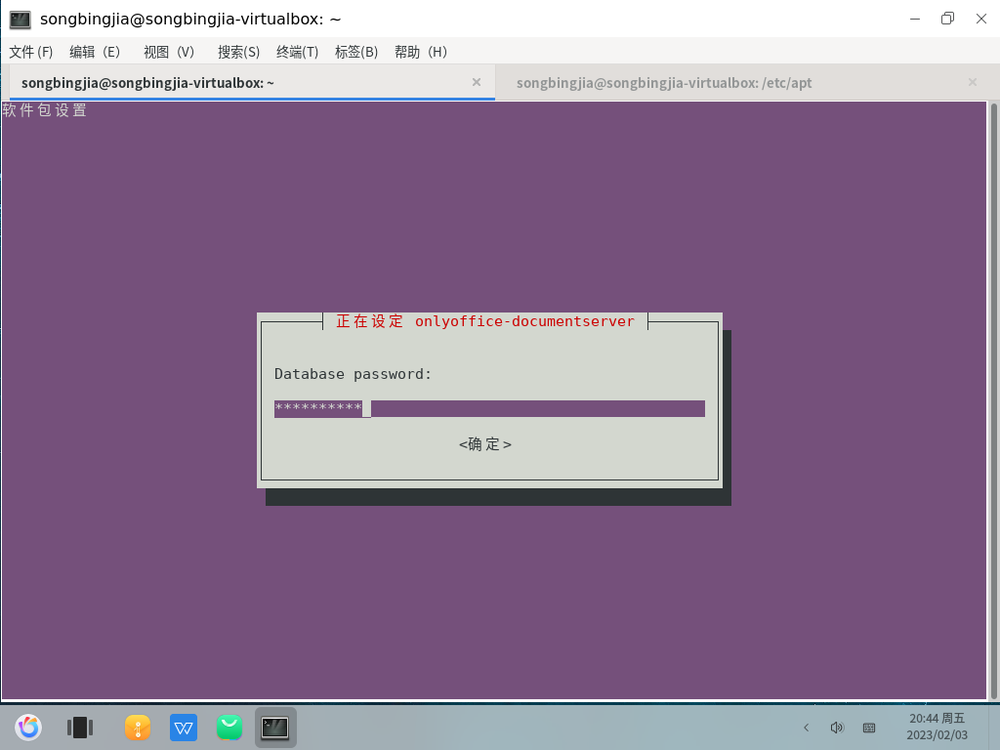 songbingjia@songbingjia-virtualbox: ~
文件 (F) 编辑（E） 视图（V） 搜索(S) 终端(T) 标签(B) 帮助（H）
songbingjia@songbingjia-virtualbox: ~ songbingjia@songbingjia-virtualbox: /etc/apt
软件包设置
正在设定 onlyoffice-documentserver
Database password:
**********
<确定>
20:44 周五
2023/02/03